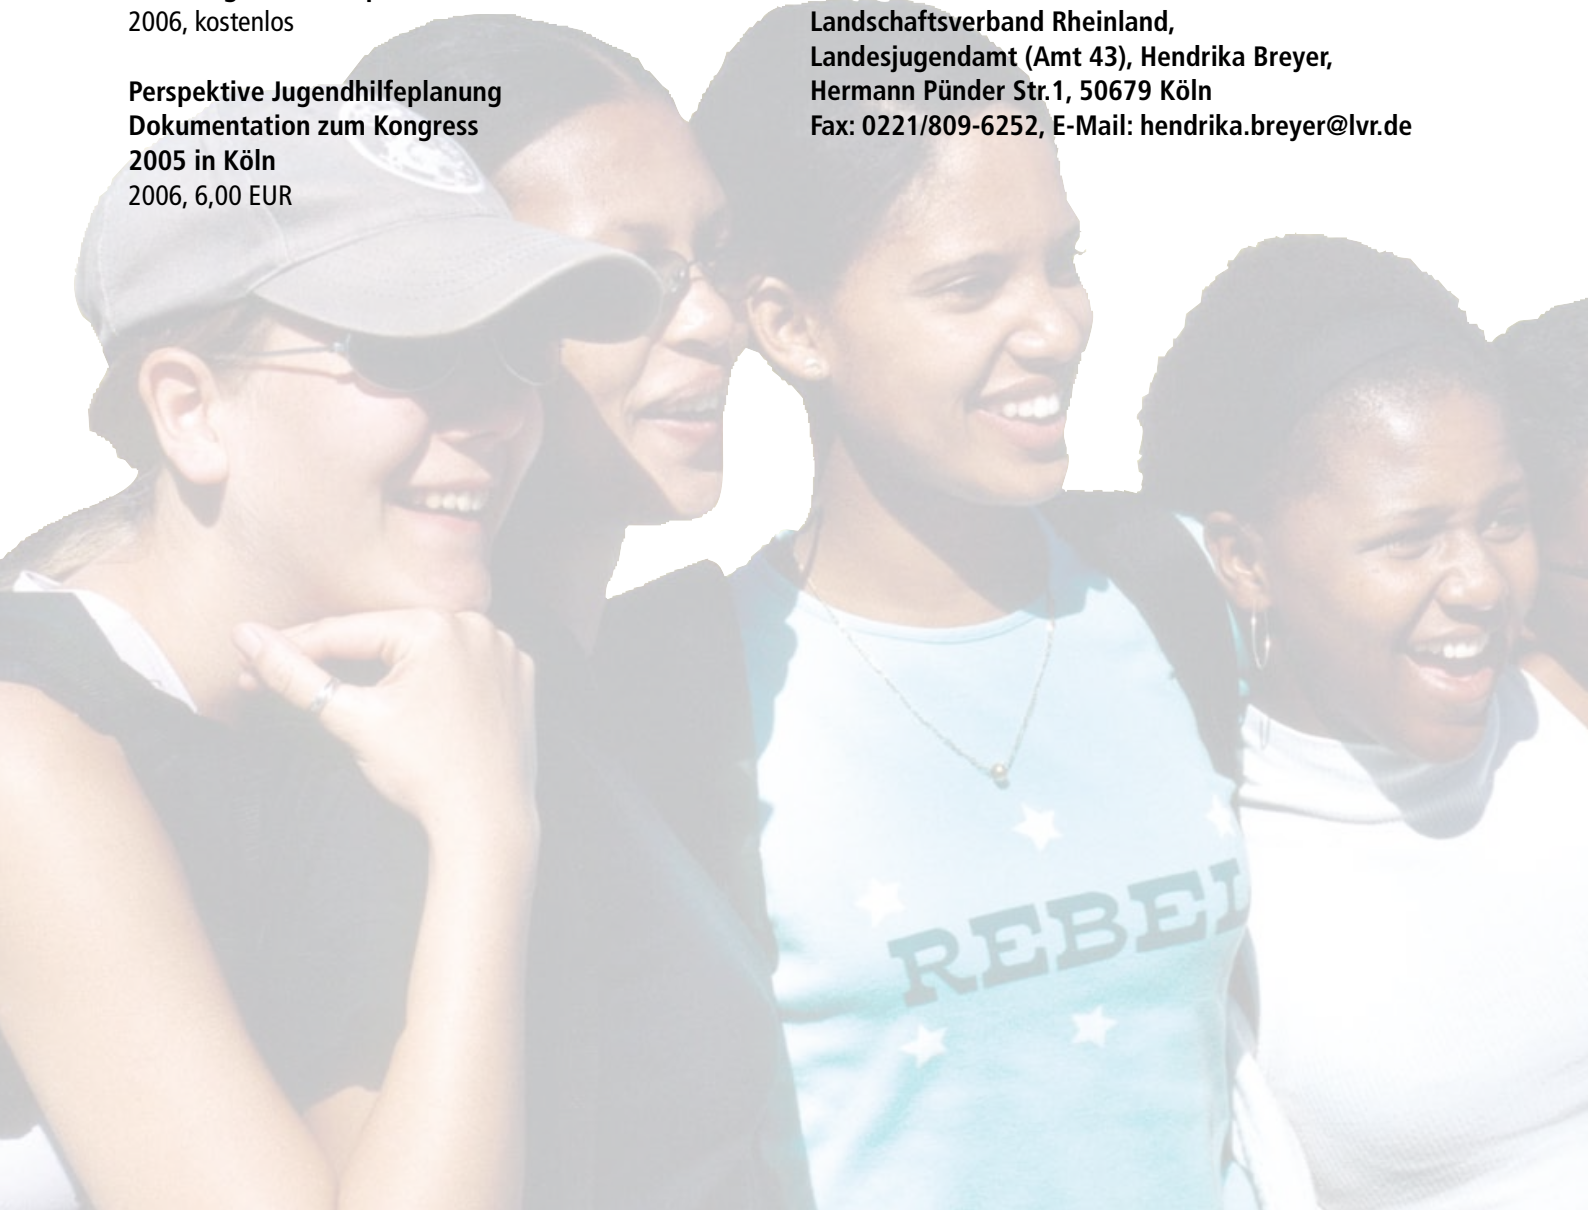 2006, kostenlos
Perspektive Jugendhilfeplanung
Dokumentation zum Kongress
2005 in Köln
2006, 6,00 EUR
Landschaftsverband Rheinland,
Landesjugendamt (Amt 43), Hendrika Breyer,
Hermann Pünder Str.1, 50679 Köln
Fax: 0221/809-6252, E-Mail: hendrika.breyer@lvr.de
REBEL